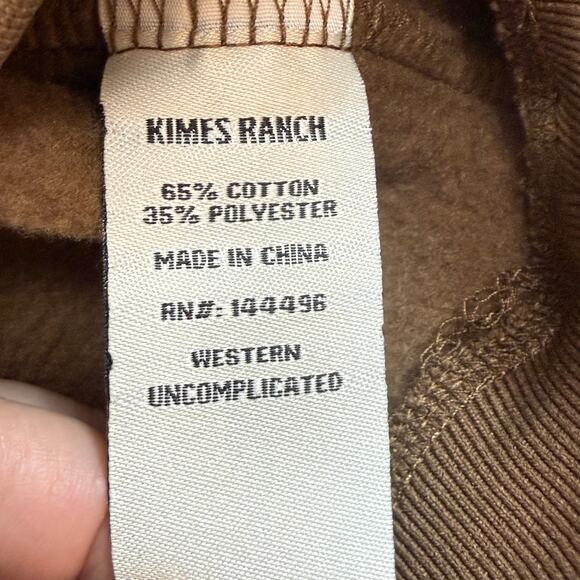 KIMES RANCH
65% COTTON
35% POLYESTER
MADE IN CHINA
RN#: 144496
WESTERN
UNCOMPLICATED